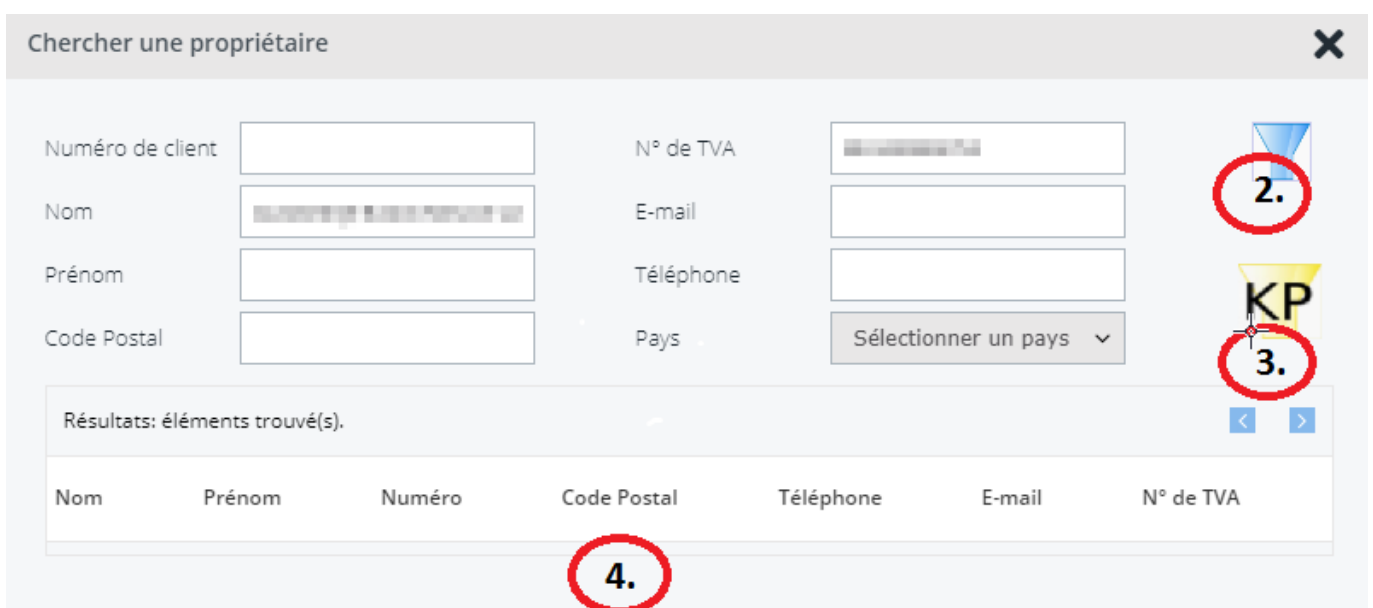 Chercher une propriétaire
Numéro de client
N° de TVA
2.
Nom
E-mail
Prénom
Téléphone
KP
Code Postal
Pays
Sélectionner un pays
3.
Résultats: éléments trouvé(s).
Nom Prénom Numéro Code Postal Téléphone E-mail N° de TVA
4.